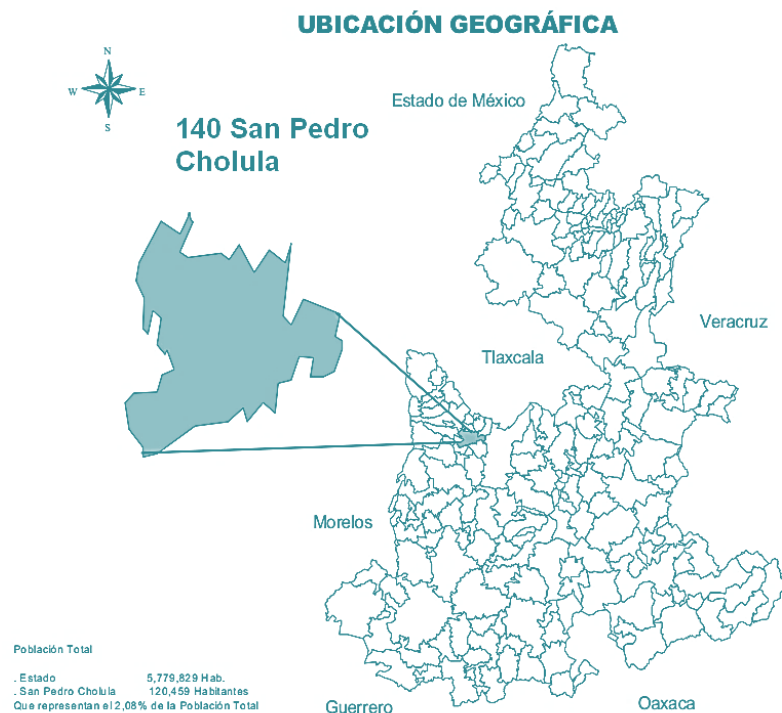 UBICACIÓN GEOGRÁFICA
N
W E
S
Estado de México
140 San Pedro
Cholula
Veracruz
Tlaxcala
Morelos
Población Total
. Estado 5,779,829 Hab.
. San Pedro Cholula 120,459 Habitantes
Que representan el 2,08% de la Población Total
Guerrero
Oaxaca